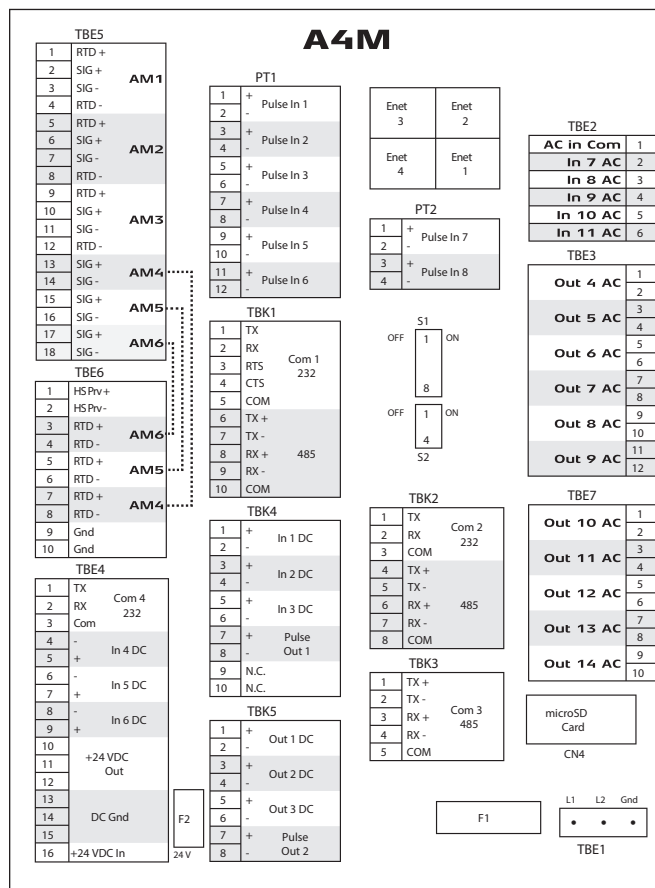 A4M
TBE5
1 RTD +
2 SIG +
3 SIG -
4 RTD -
AM1
5 RTD +
6 SIG +
7 SIG -
8 RTD -
AM2
9 RTD +
10 SIG +
11 SIG -
12 RTD -
AM3
13 SIG +
14 SIG -
AM4
15 SIG +
16 SIG -
AM5
17 SIG +
18 SIG -
AM6
TBE6
1 HS Prv+
2 HS Prv-
3 RTD +
4 RTD -
AM6
5 RTD +
6 RTD -
AM5
7 RTD +
8 RTD -
AM4
9 Gnd
10 Gnd
TBE4
1 TX
2 RX
3 Com
Com 4
232
4 -
5 +
In 4 DC
6 -
7 +
In 5 DC
8 -
9 +
In 6 DC
10
11
12
+24 VDC
Out
13
14
15
DC Gnd
16 +24 VDC In
F2
24 V
PT1
1 +
2 -
Pulse In 1
3 +
4 -
Pulse In 2
5 +
6 -
Pulse In 3
7 +
8 -
Pulse In 4
9 +
10 -
Pulse In 5
11 +
12 -
Pulse In 6
TBK1
1 TX
2 RX
3 RTS
4 CTS
5 COM
Com 1
232
6 TX +
7 TX -
8 RX +
9 RX -
10 COM
485
TBK4
1 +
2 -
In 1 DC
3 +
4 -
In 2 DC
5 +
6 -
In 3 DC
7 +
8 -
Pulse
Out 1
9 N.C.
10 N.C.
TBK5
1 +
2 -
Out 1 DC
3 +
4 -
Out 2 DC
5 +
6 -
Out 3 DC
7 +
8 -
Pulse
Out 2
Enet
3
Enet
2
Enet
4
Enet
1
PT2
1 +
2 -
Pulse In 7
3 +
4 -
Pulse In 8
S1
OFF 1 ON
8
OFF 1 ON
4
S2
TBK2
1 TX
2 RX
3 COM
Com 2
232
4 TX +
5 TX -
6 RX +
7 RX -
8 COM
485
TBK3
1 TX +
2 TX -
3 RX +
4 RX -
5 COM
Com 3
485
TBE2
AC in Com 1
In 7 AC 2
In 8 AC 3
In 9 AC 4
In 10 AC 5
In 11 AC 6
TBE3
Out 4 AC
1
2
Out 5 AC
3
4
Out 6 AC
5
6
Out 7 AC
7
8
Out 8 AC
9
10
Out 9 AC
11
12
TBE7
Out 10 AC
1
2
Out 11 AC
3
4
Out 12 AC
5
6
Out 13 AC
7
8
Out 14 AC
9
10
microSD
Card
CN4
F1
L1 L2 Gnd
TBE1